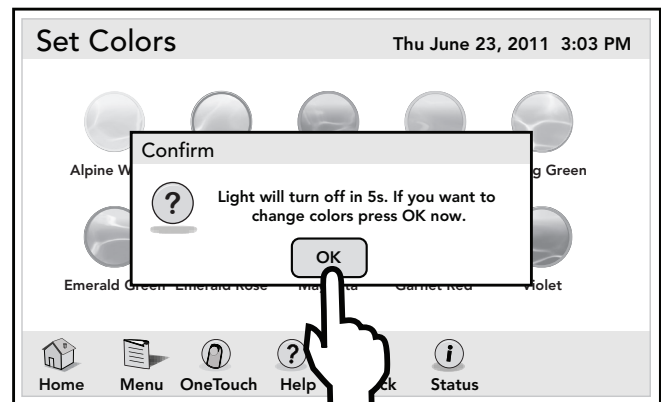 Set Colors
Thu June 23, 2011 3:03 PM
Alpine
Green
Confirm
?
Light will turn off in 5s. If you want to
change colors press OK now.
OK
Emerald Green Emerald Rose Garnet Red Violet
?
i
Home Menu OneTouch Help Status